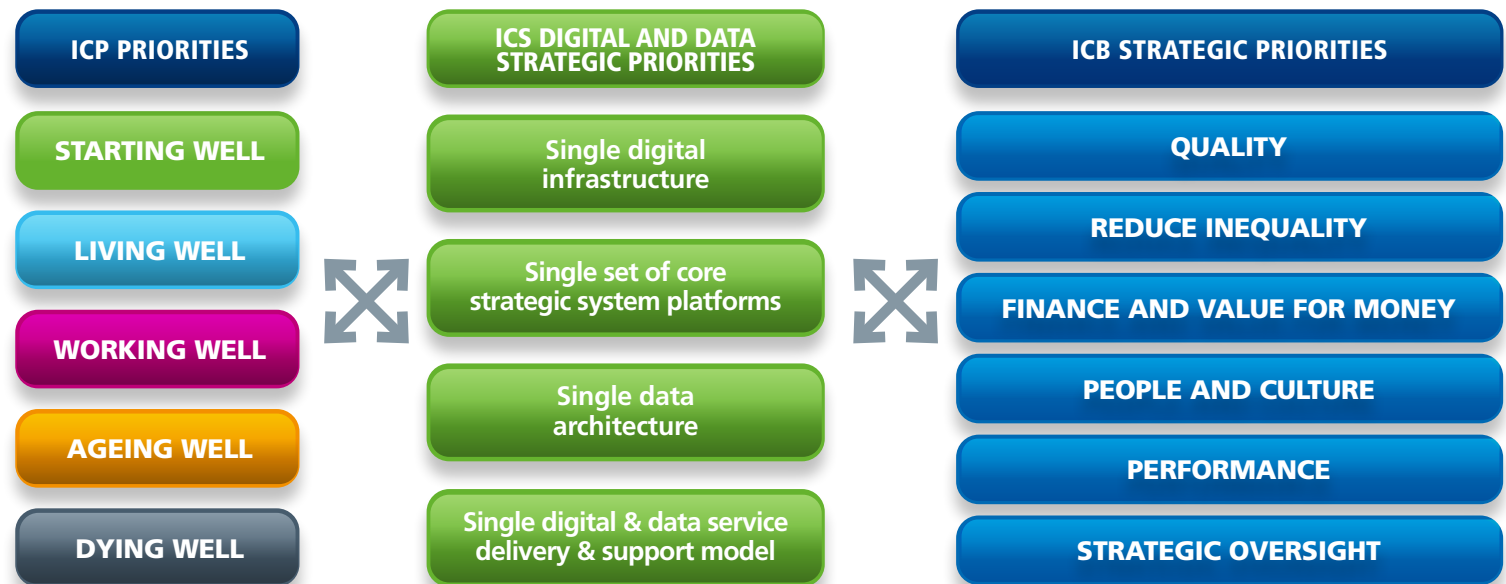 ICP PRIORITIES
STARTING WELL
LIVING WELL
WORKING WELL
AGEING WELL
DYING WELL
ICS DIGITAL AND DATA
STRATEGIC PRIORITIES
Single digital
infrastructure
Single set of core
strategic system platforms
Single data
architecture
Single digital & data service
delivery & support model
ICB STRATEGIC PRIORITIES
QUALITY
REDUCE INEQUALITY
FINANCE AND VALUE FOR MONEY
PEOPLE AND CULTURE
PERFORMANCE
STRATEGIC OVERSIGHT